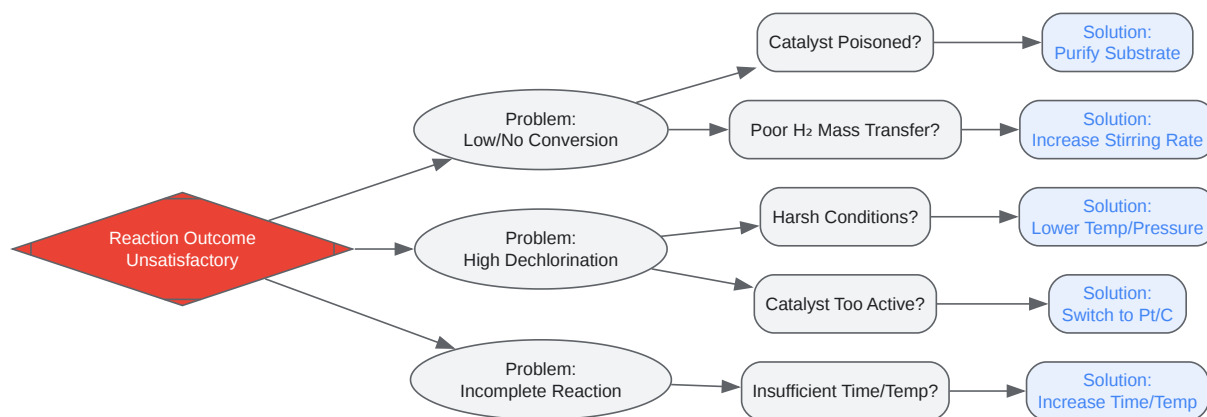 Reaction Outcome
Unsatisfactory
Problem:
Low/No Conversion
Catalyst Poisoned?
Solution:
Purify Substrate
Poor H₂ Mass Transfer?
Solution:
Increase Stirring Rate
Problem:
High Dechlorination
Harsh Conditions?
Solution:
Lower Temp/Pressure
Catalyst Too Active?
Solution:
Switch to Pt/C
Problem:
Incomplete Reaction
Insufficient Time/Temp?
Solution:
Increase Time/Temp